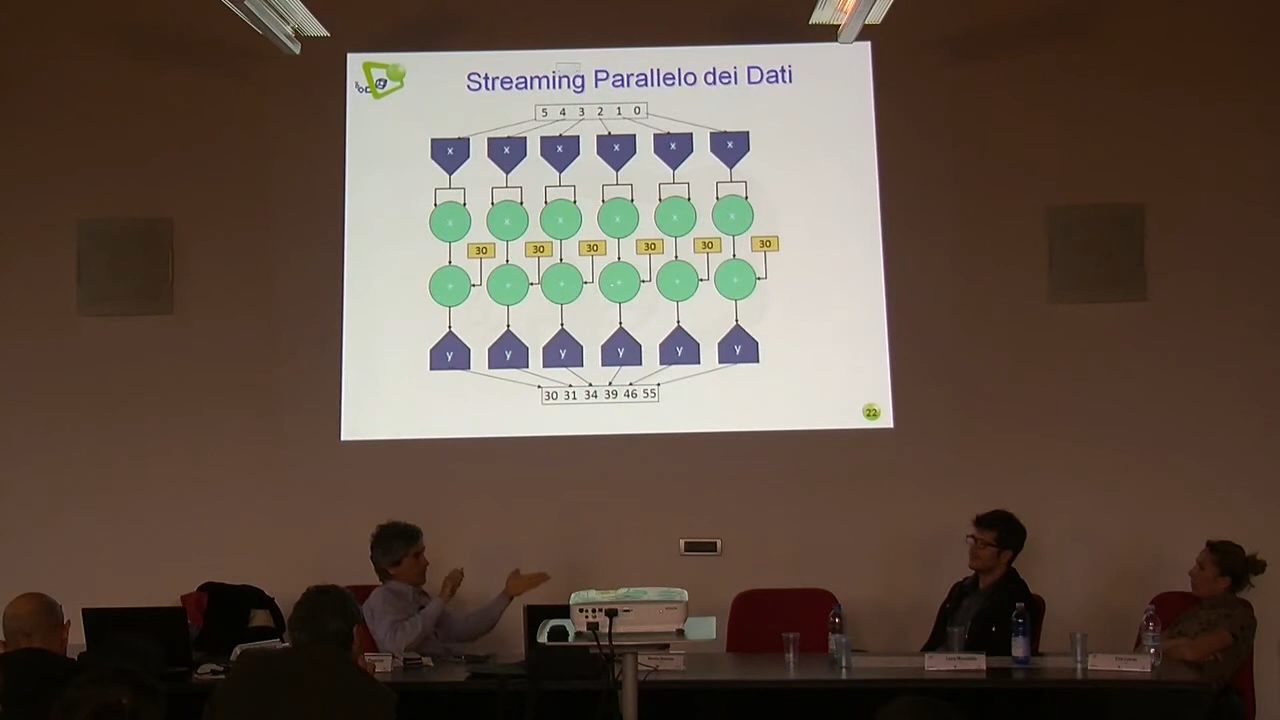 Streaming Parallelo dei Dati
5 4 3 2 1 0
x x x x x x
x x x x x x
30 30 30 30 30 30
+ + + + + +
y y y y y y
30 31 34 39 46 55
22